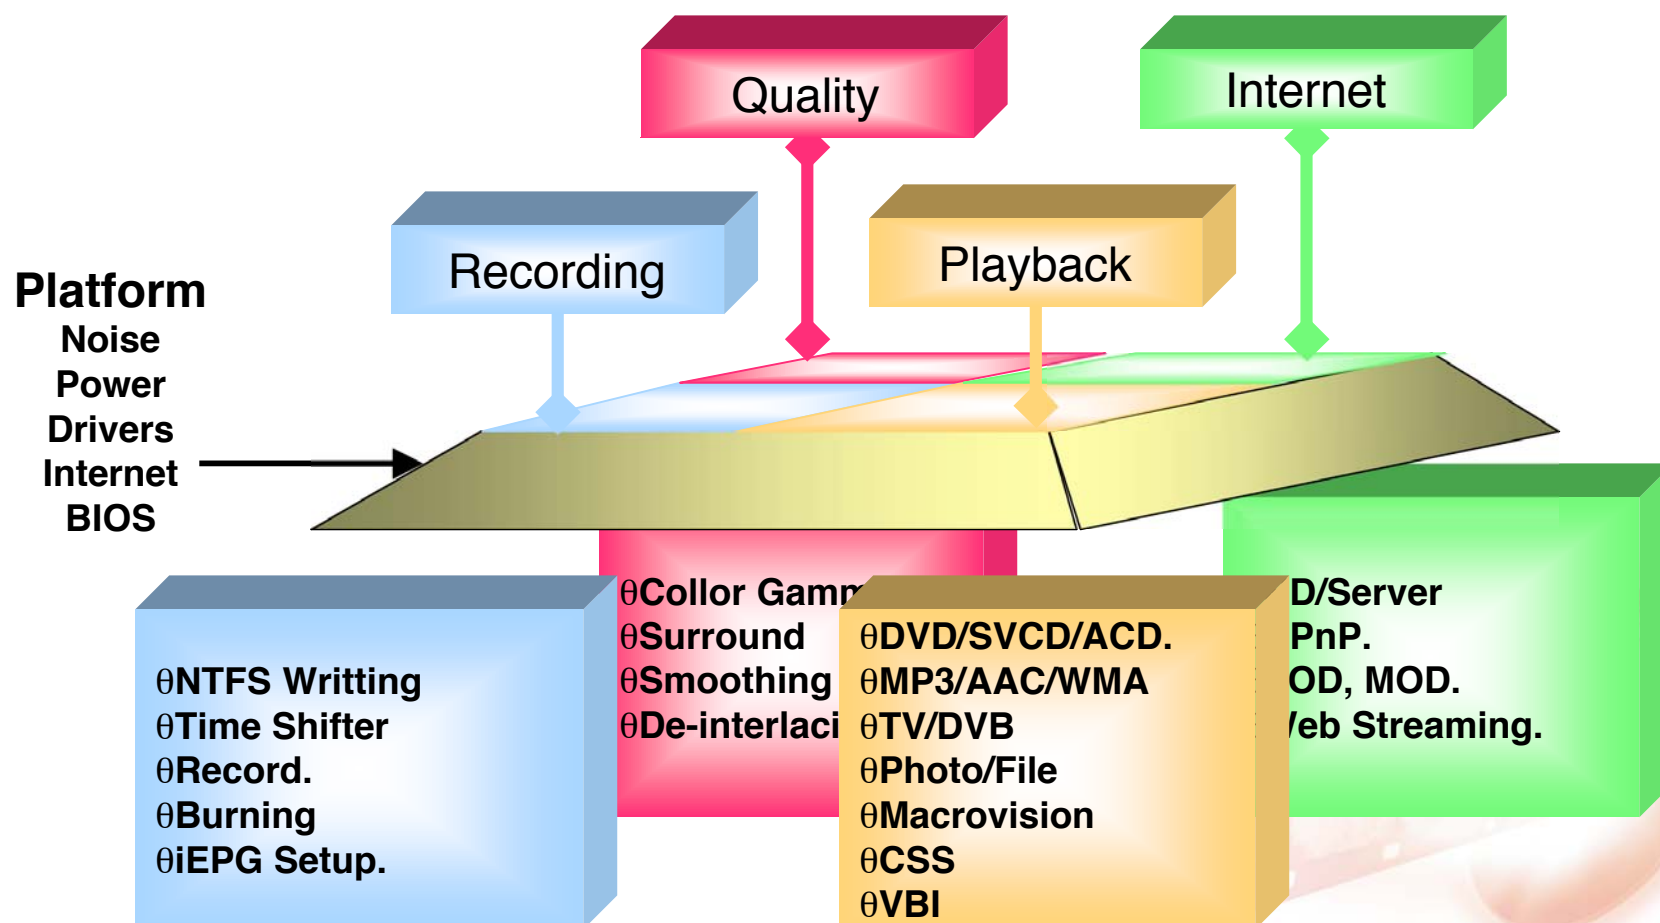 Quality
Internet
Recording
Playback
Platform
Noise
Power
Drivers
Internet
BIOS
θNTFS Writting
θTime Shifter
θRecord.
θBurning
θiEPG Setup.
θCollor Gamm
θSurround
θSmoothing
θDe-interlaci
θDVD/SVCD/ACD.
θMP3/AAC/WMA
θTV/DVB
θPhoto/File
θMacrovision
θCSS
θVBI
D/Server
PnP.
OD, MOD.
Web Streaming.